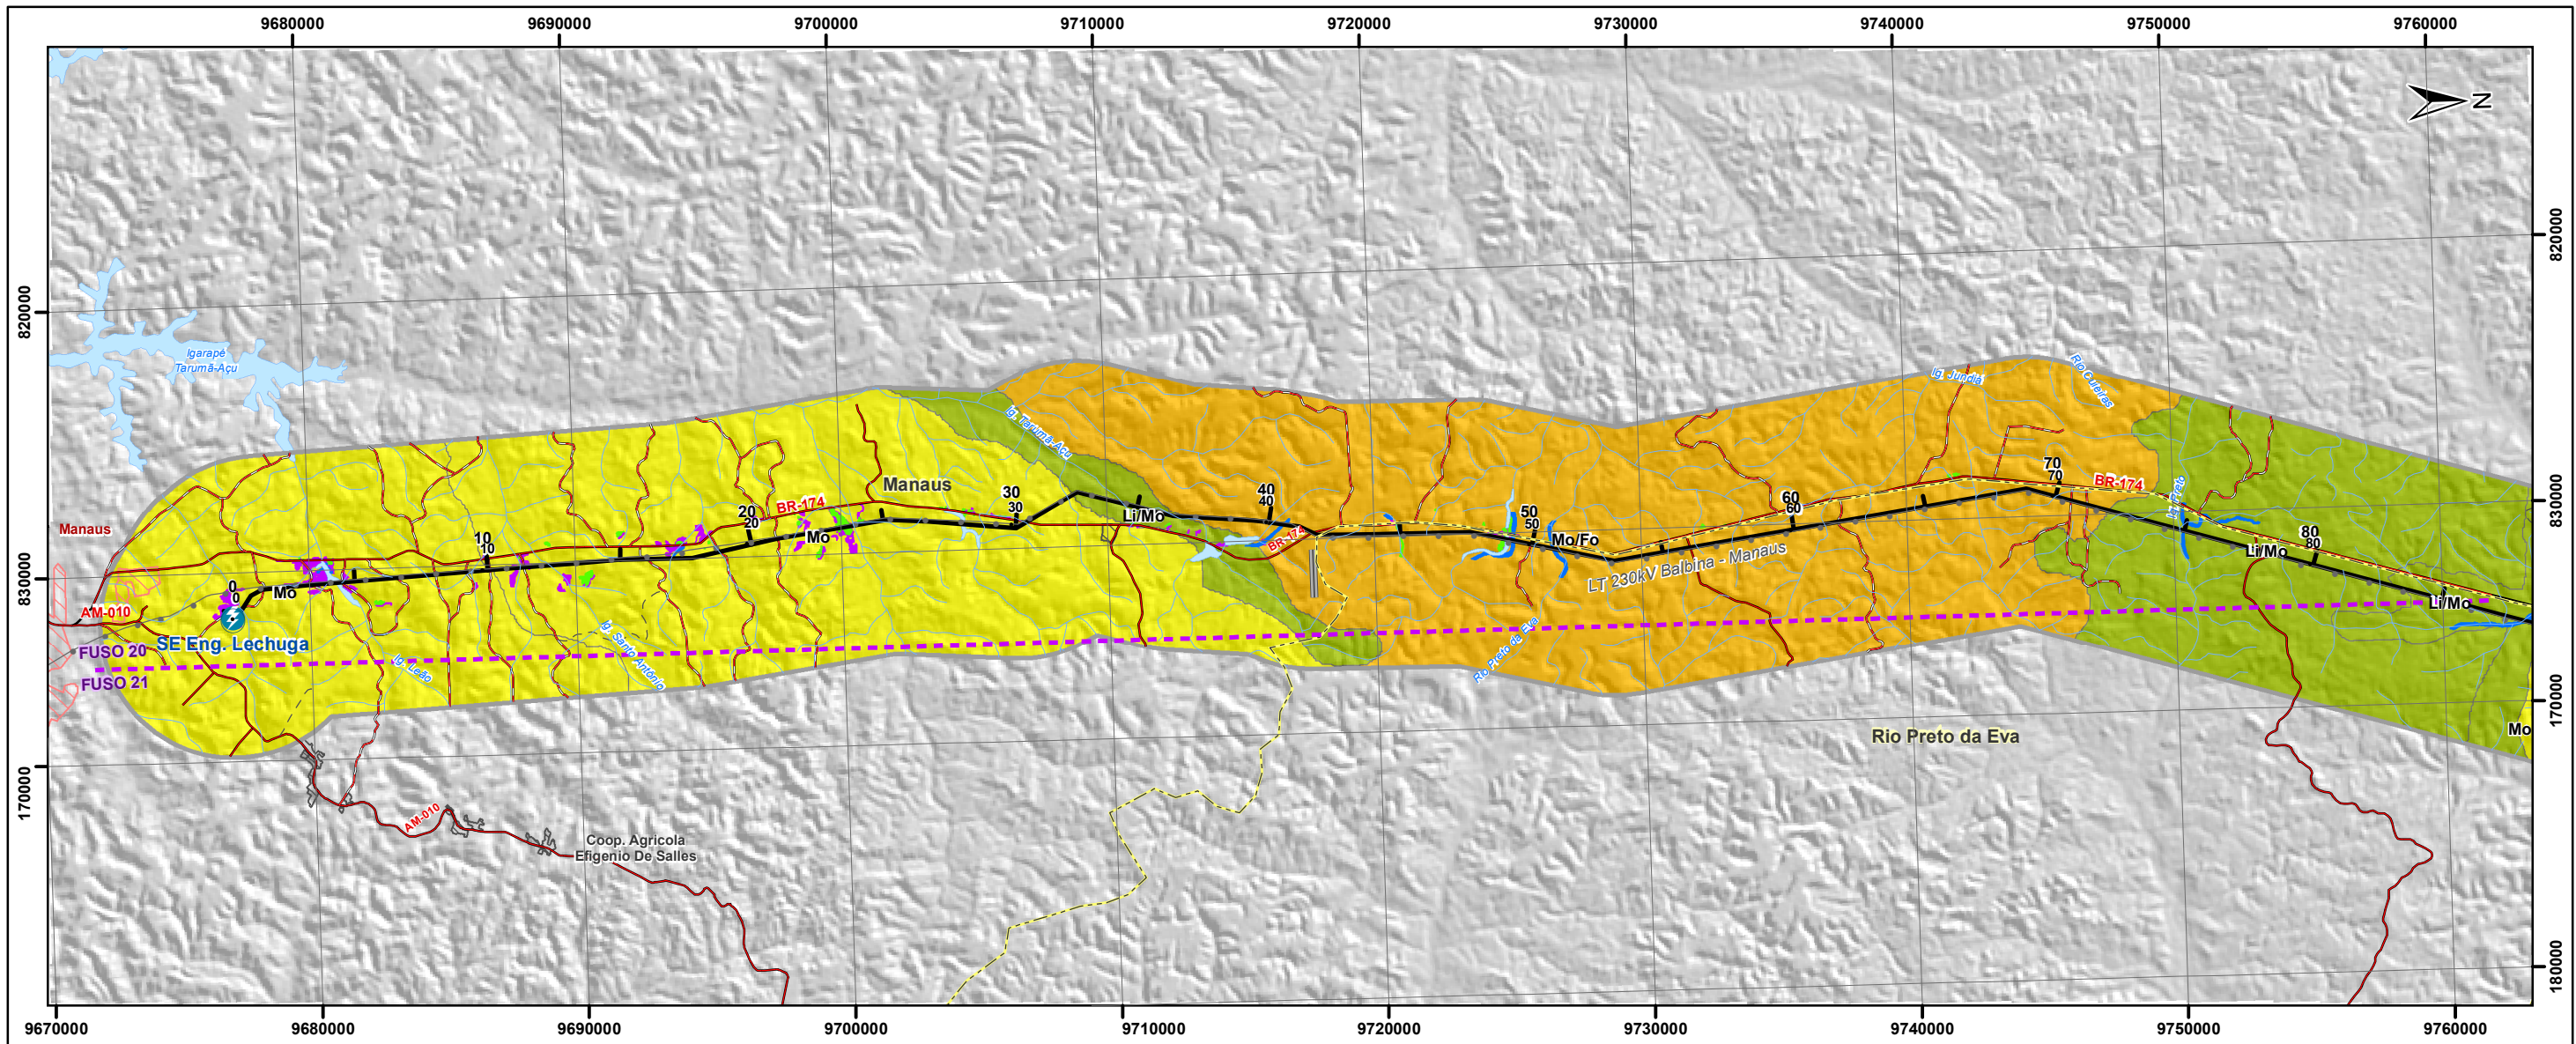 9680000 9690000 9700000 9710000 9720000 9730000 9740000 9750000 9760000
N
820000
820000
Igarapé
Tarumã-Açu
Ig. Tarumã-Açu
Ig. Jundiá
Rio Cuieiras
Manaus
BR-174
BR-174
BR-174
Ig. Preto
830000
830000
Manaus
AM-010
0
0
10
10
20
20
30
30
40
40
50
50
60
60
70
70
80
80
Mo
Mo
Li/Mo
Mo/Fo
Li/Mo
Li/Mo
Mo
LT 230kV Balbina - Manaus
SE Eng. Lechuga
FUSO 20
FUSO 21
Ig. Leão
Ig. Santo Antônio
Rio Preto da Eva
Rio Preto da Eva
170000
170000
AM-010
Coop. Agricola
Efigenio De Salles
180000
9670000 9680000 9690000 9700000 9710000 9720000 9730000 9740000 9750000 9760000